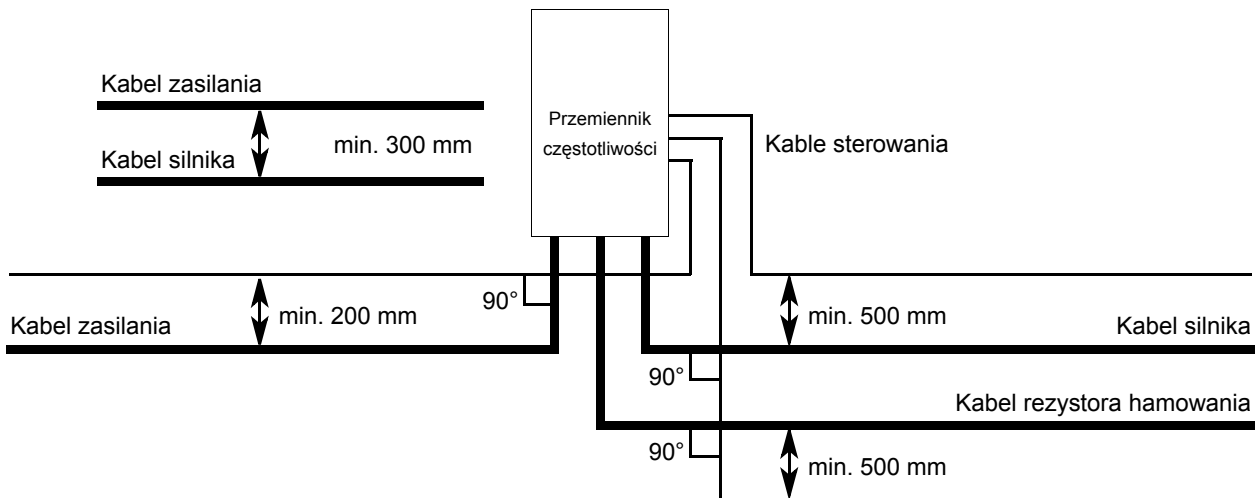 Kabel zasilania
min. 300 mm
Kabel silnika
Przemiennik
częstotliwości
Kable sterowania
90°
min. 200 mm
Kabel zasilania
min. 500 mm
Kabel silnika
90°
Kabel rezystora hamowania
90°
min. 500 mm